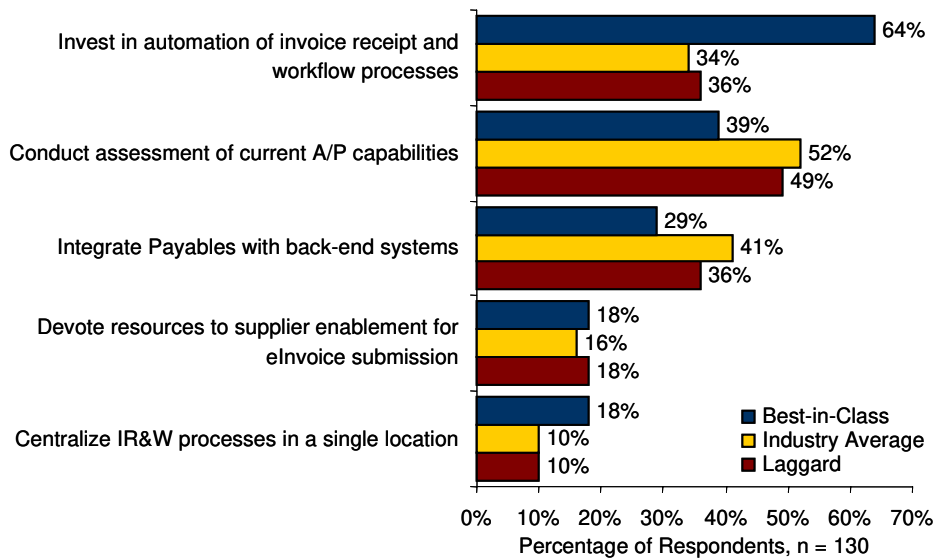 Invest in automation of invoice receipt and
workflow processes
64%
34%
36%
Conduct assessment of current A/P capabilities
39%
52%
49%
Integrate Payables with back-end systems
29%
41%
36%
Devote resources to supplier enablement for
eInvoice submission
18%
16%
18%
Centralize IR&W processes in a single location
18%
10%
10%
Best-in-Class
Industry Average
Laggard
0% 10% 20% 30% 40% 50% 60% 70%
Percentage of Respondents, n = 130